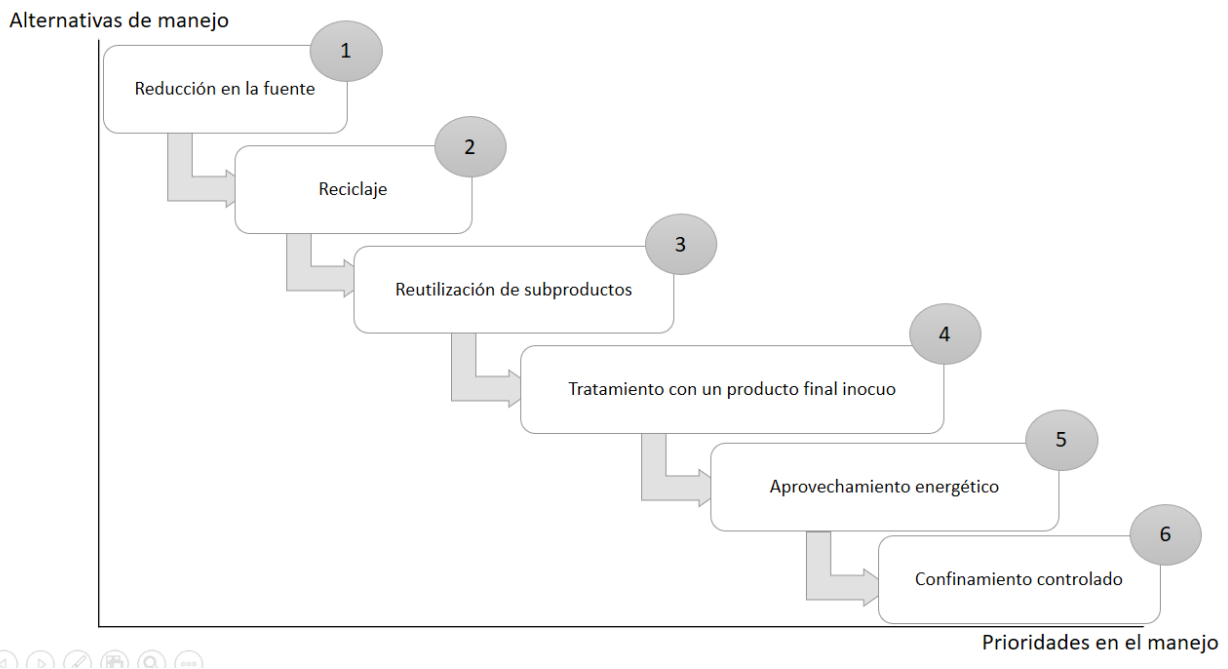 Alternativas de manejo
1
Reducción en la fuente
2
Reciclaje
3
Reutilización de subproductos
4
Tratamiento con un producto final inocuo
5
Aprovechamiento energético
6
Confinamiento controlado
Prioridades en el manejo